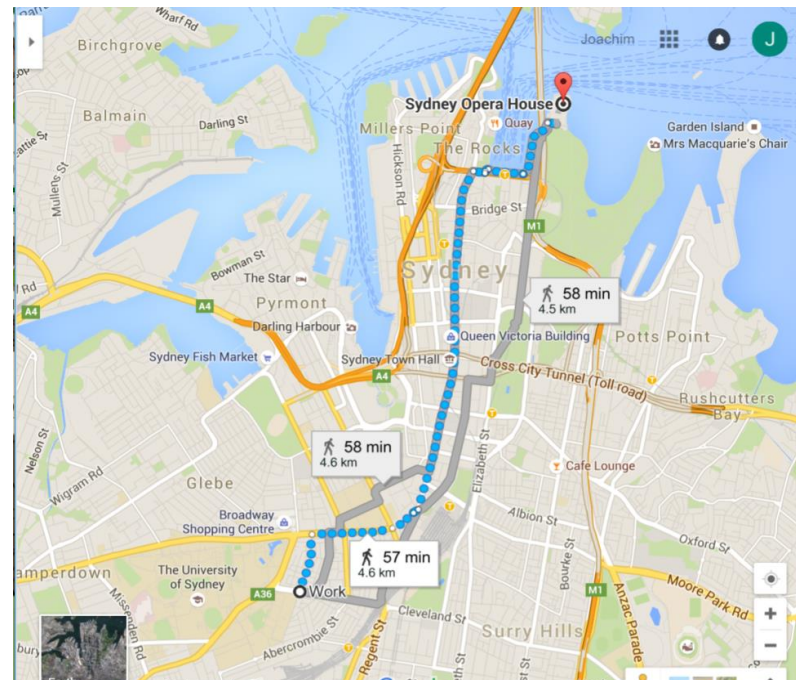 Wharf Rd
Birchgrove
Joachim
J
Sydney Opera House
Balmain
Darling St
Quay
Millers Point
Garden Island
The Rocks
Mrs Macquarie's Chair
Hickson Rd
Mullens St
Bridge St
M1
Bowman St
Sydney
The Star
58 min
4.5 km
A4
A4
Pyrmont
Darling Harbour
Queen Victoria Building
Potts Point
Sydney Fish Market
Sydney Town Hall
Cross City Tunnel (Toll road)
A4
Rushcutters
Bay
Nelson St
58 min
4.6 km
Elizabeth St
Cafe Lounge
Wigram Rd
Glebe
Albion St
Broadway
Shopping Centre
Oxford St
57 min
4.6 km
Bourke St
amperdown
The University
of Sydney
Moore Park Rd
A36
Work
M1
Missenden Rd
Cleveland St
Anzac Parade
Abercrombie St
Surry Hills
Regent St